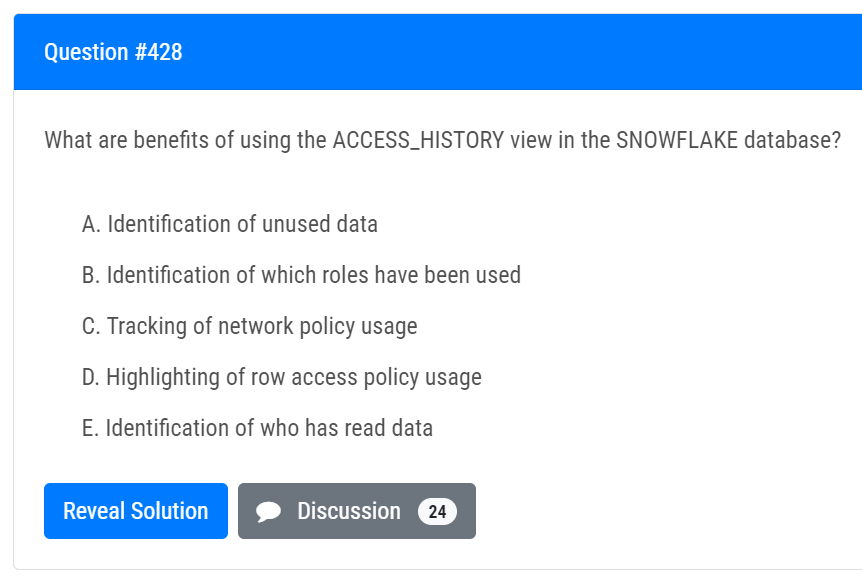 Question #428
What are benefits of using the ACCESS_HISTORY view in the SNOWFLAKE database?
A. Identification of unused data
B. Identification of which roles have been used
C. Tracking of network policy usage
D. Highlighting of row access policy usage
E. Identification of who has read data
Reveal Solution
Discussion 24